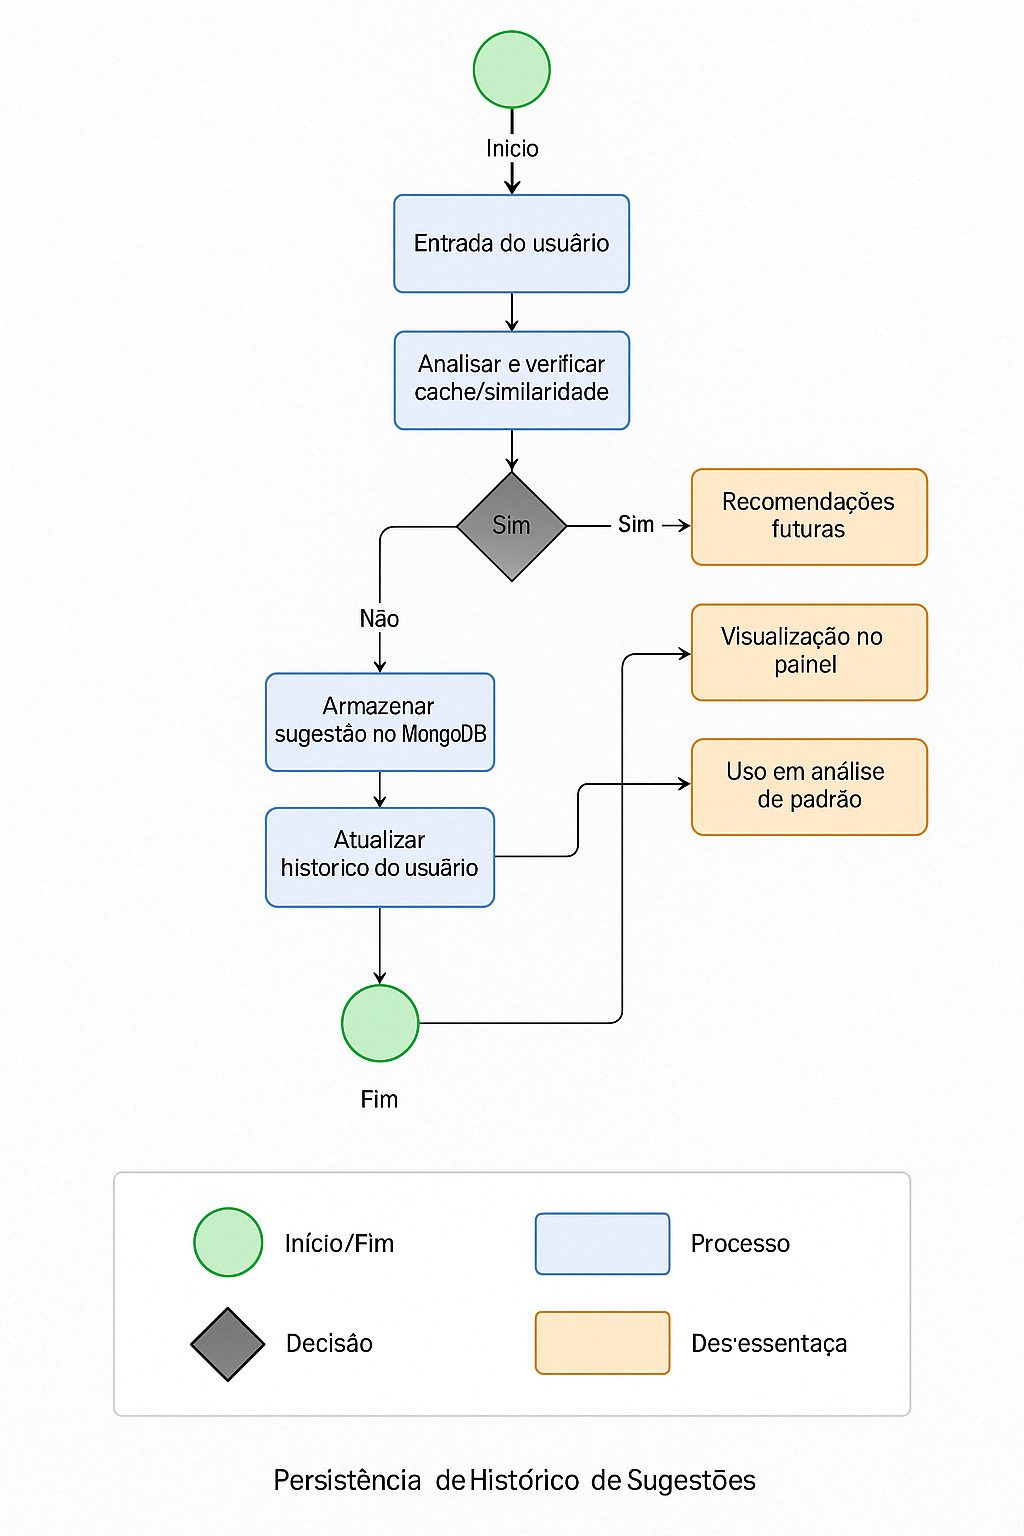 Inicio
Entrada do usuârio
Analisar e verificar
cache/similaridade
Sim
Sim
Recomendações
futuras
Não
Visualização no
painel
Armazenar
sugestâo no MongoDB
Uso em análise
de padrão
Atualizar
historico do usuãrio
Fim
Início/Fim
Processo
Decisâo
Des·essentaça
Persistência de Histórico de Sugestões